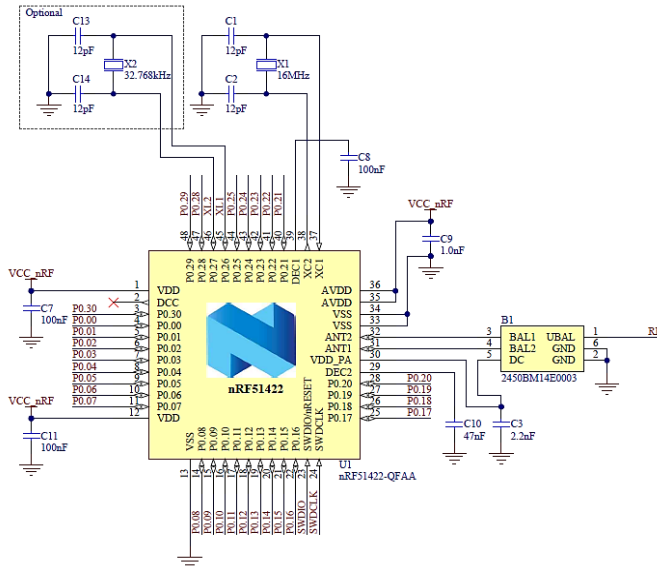 Optional
C13
12pF
X2
32.768kHz
C14
12pF
C1
12pF
X1
16MHz
C2
12pF
C8
100nF
P0.29
P0.28
XL2
XL1
P0.25
P0.24
P0.23
P0.22
P0.21
48
47
46
45
44
43
42
41
40
39
38
37
P0.29
P0.28
P0.27
P0.26
P0.25
P0.24
P0.23
P0.22
P0.21
DEC1
XC2
XC1
VCC_nRF
C9
1.0nF
VCC_nRF
C7
100nF
1 VDD
2 DCC
P0.30 3 P0.30
P0.00 4 P0.00
P0.01 5 P0.01
P0.02 6 P0.02
P0.03 7 P0.03
P0.04 8 P0.04
P0.05 9 P0.05
P0.06 10 P0.06
P0.07 11 P0.07
12 VDD
VCC_nRF
C11
100nF
nRF51422
AVDD 36
AVDD 35
VSS 34
VSS 33
ANT2 32
ANT1 31
VDD_PA 30
DEC2 29
P0.20 28 P0.20
P0.19 27 P0.19
P0.18 26 P0.18
P0.17 25 P0.17
B1
3 BAL1 UBAL 1
4 BAL2 GND 6
5 DC GND 2
2450BM14E0003
C10
47nF
C3
2.2nF
VSS
P0.08
P0.09
P0.10
P0.11
P0.12
P0.13
P0.14
P0.15
P0.16
SWDIO/nRESET
SWDCLK
U1
nRF51422-QFAA
13
14
15
16
17
18
19
20
21
22
23
24
P0.08
P0.09
P0.10
P0.11
P0.12
P0.13
P0.14
P0.15
P0.16
SWDIO
SWDCLK